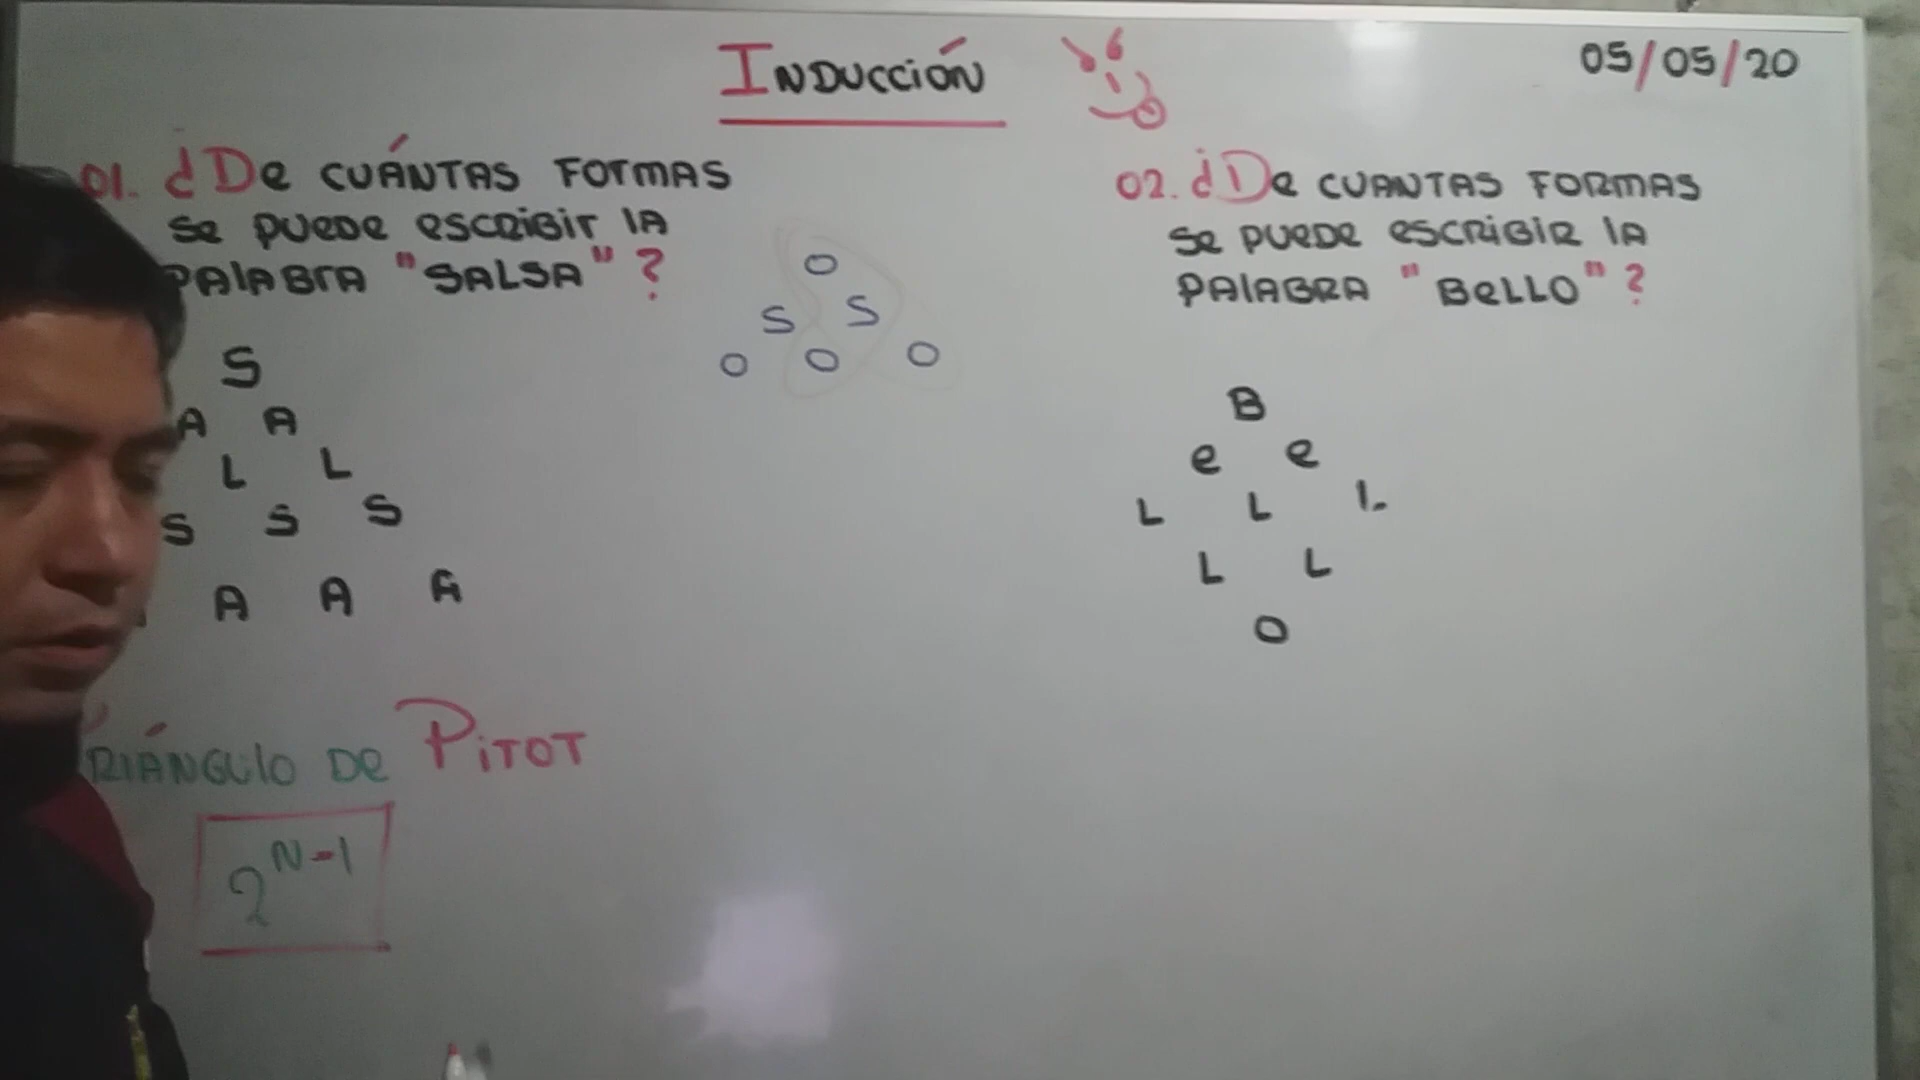 INDUCCIÓN
05/05/20
01. ¿De CUÁNTAS FORMAS
Se PUEDE ESCRIBIR LA
PALABRA "SALSA"?
S
A A
L L
S S S
A A A
O
S S
O O O
02. ¿De CUANTAS FORMAS
Se PUEDE ESCRIBIR LA
PALABRA "BeLLO"?
B
e e
L L L
L L
O
TRIÁNGULO De PITOT
2^N-1